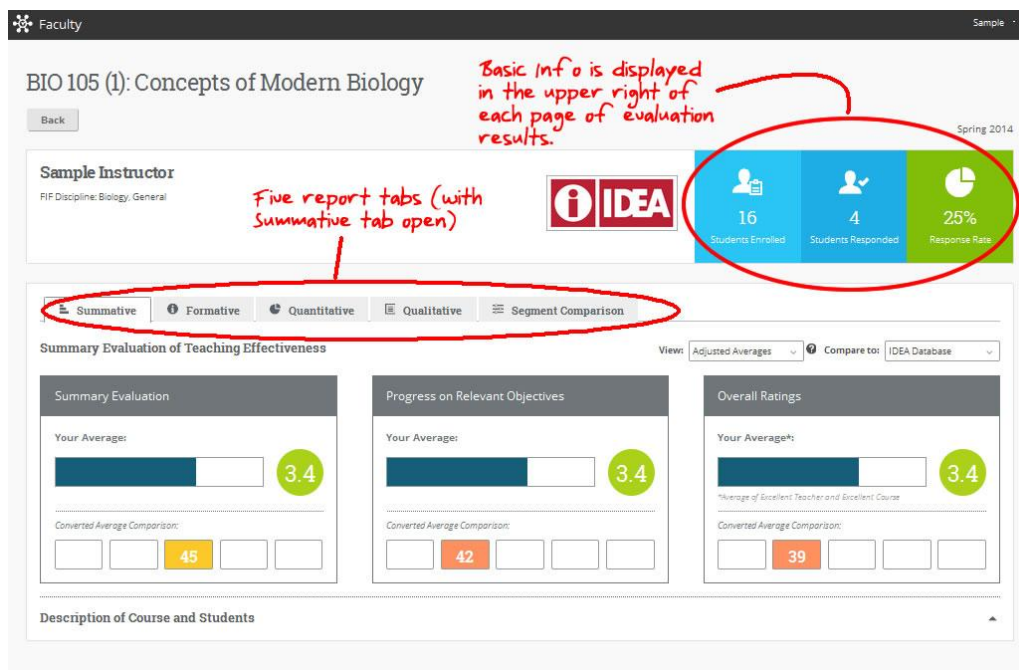 Faculty
Sample
BIO 105 (1): Concepts of Modern Biology
Back
Basic Info is displayed
in the upper right of
each page of evaluation
results.
Spring 2014
Sample Instructor
FIF Discipline: Biology, General
Five report tabs (with
Summative tab open)
i IDEA
16
Students Enrolled
4
Students Responded
25%
Response Rate
Summative
Formative
Quantitative
Qualitative
Segment Comparison
Summary Evaluation of Teaching Effectiveness
View: Adjusted Averages
Compare to: IDEA Database
Summary Evaluation
Your Average:
3.4
Converted Average Comparison:
45
Progress on Relevant Objectives
Your Average:
3.4
Converted Average Comparison:
42
Overall Ratings
Your Average*:
3.4
*Average of Excellent Teacher and Excellent Course
Converted Average Comparison:
39
Description of Course and Students